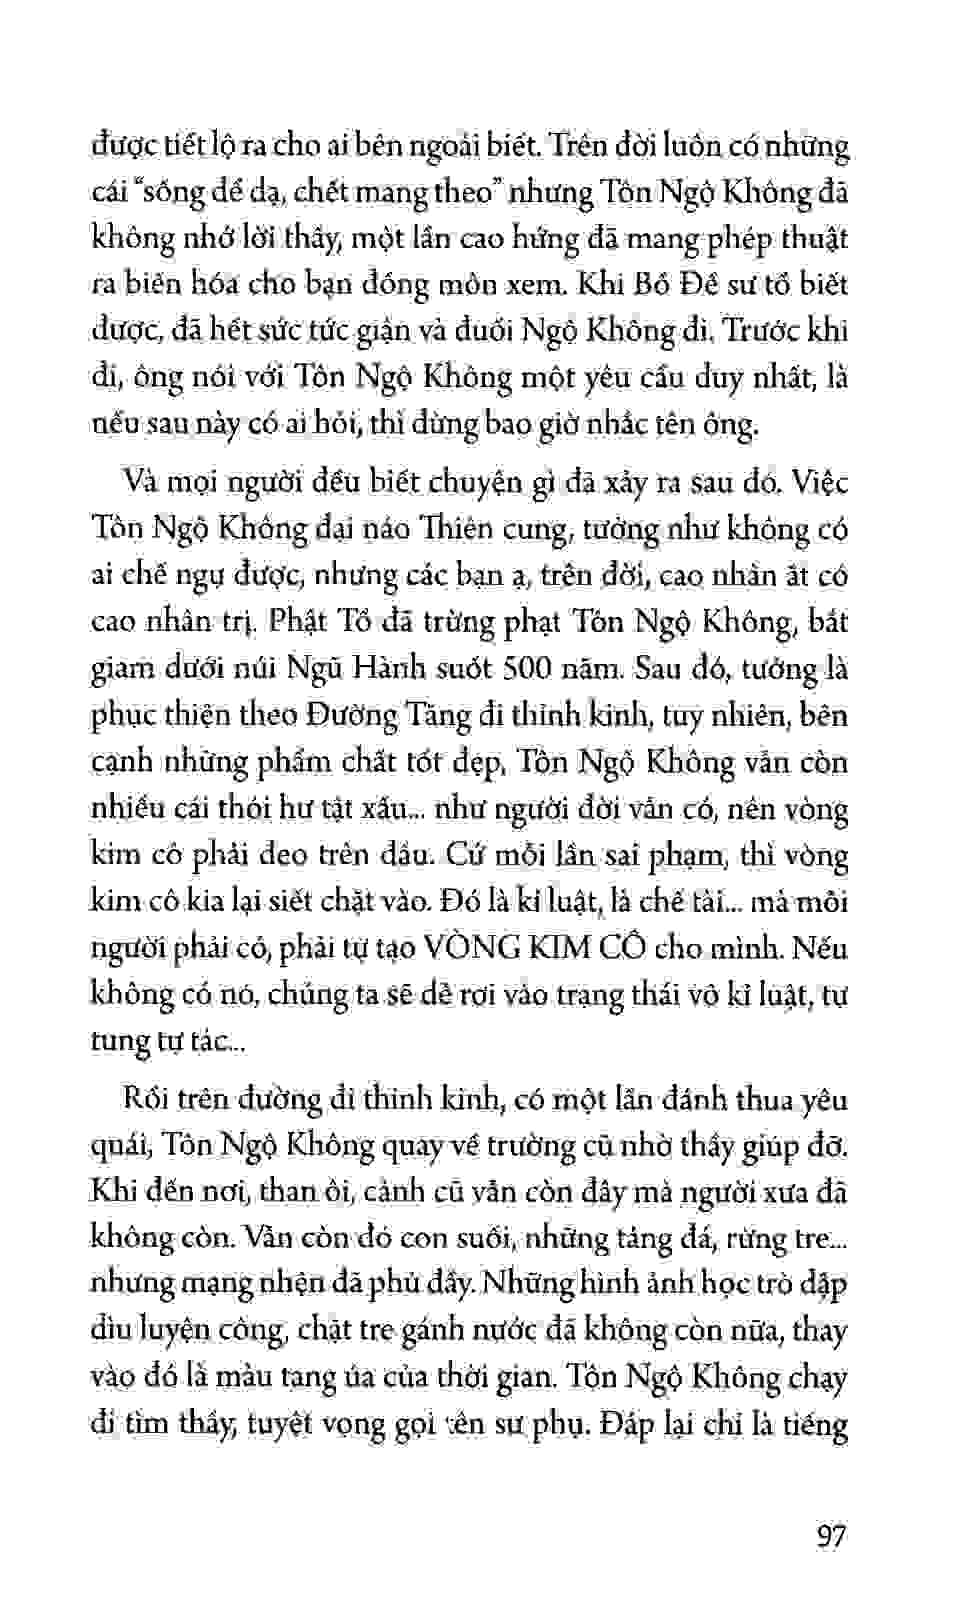 được tiết lộ ra cho ai bên ngoài biết. Trên đời luôn có những
cái “sống để dạ, chết mang theo” nhưng Tôn Ngộ Không đã
không nhớ lời thầy, một lần cao hứng đã mang phép thuật
ra biến hóa cho bạn đồng môn xem. Khi Bồ Đề sư tổ biết
được, đã hết sức tức giận và đuổi Ngộ Không đi. Trước khi
đi, ông nói với Tôn Ngộ Không một yêu cầu duy nhất, là
nếu sau này có ai hỏi, thì đừng bao giờ nhắc tên ông.
Và mọi người đều biết chuyện gì đã xảy ra sau đó. Việc
Tôn Ngộ Không đại náo Thiên cung, tưởng như không có
ai chế ngự được, nhưng các bạn ạ, trên đời, cao nhân ắt có
cao nhân trị. Phật Tổ đã trừng phạt Tôn Ngộ Không, bắt
giam dưới núi Ngũ Hành suốt 500 năm. Sau đó, tưởng là
phục thiện theo Đường Tăng đi thỉnh kinh, tuy nhiên, bên
cạnh những phẩm chất tốt đẹp, Tôn Ngộ Không vẫn còn
nhiều cái thói hư tật xấu... như người đời vẫn có, nên vòng
kim cô phải đeo trên đầu. Cứ mỗi lần sai phạm, thì vòng
kim cô kia lại siết chặt vào. Đó là kỉ luật, là chế tài... mà mỗi
người phải có, phải tự tạo VÒNG KIM CÔ cho mình. Nếu
không có nó, chúng ta sẽ dễ rơi vào trạng thái vô kỉ luật, tự
tung tự tác...
Rồi trên đường đi thỉnh kinh, có một lần đánh thua yêu
quái, Tôn Ngộ Không quay về trường cũ nhờ thầy giúp đỡ.
Khi đến nơi, than ôi, cảnh cũ vẫn còn đây mà người xưa đã
không còn. Vẫn còn đó con suối, những tảng đá, rừng tre...
nhưng mạng nhện đã phủ đầy. Những hình ảnh học trò dập
dìu luyện công, chặt tre gánh nước đã không còn nữa, thay
vào đó là màu tang úa của thời gian. Tôn Ngộ Không chạy
đi tìm thầy, tuyệt vọng gọi tên sư phụ. Đáp lại chỉ là tiếng
97